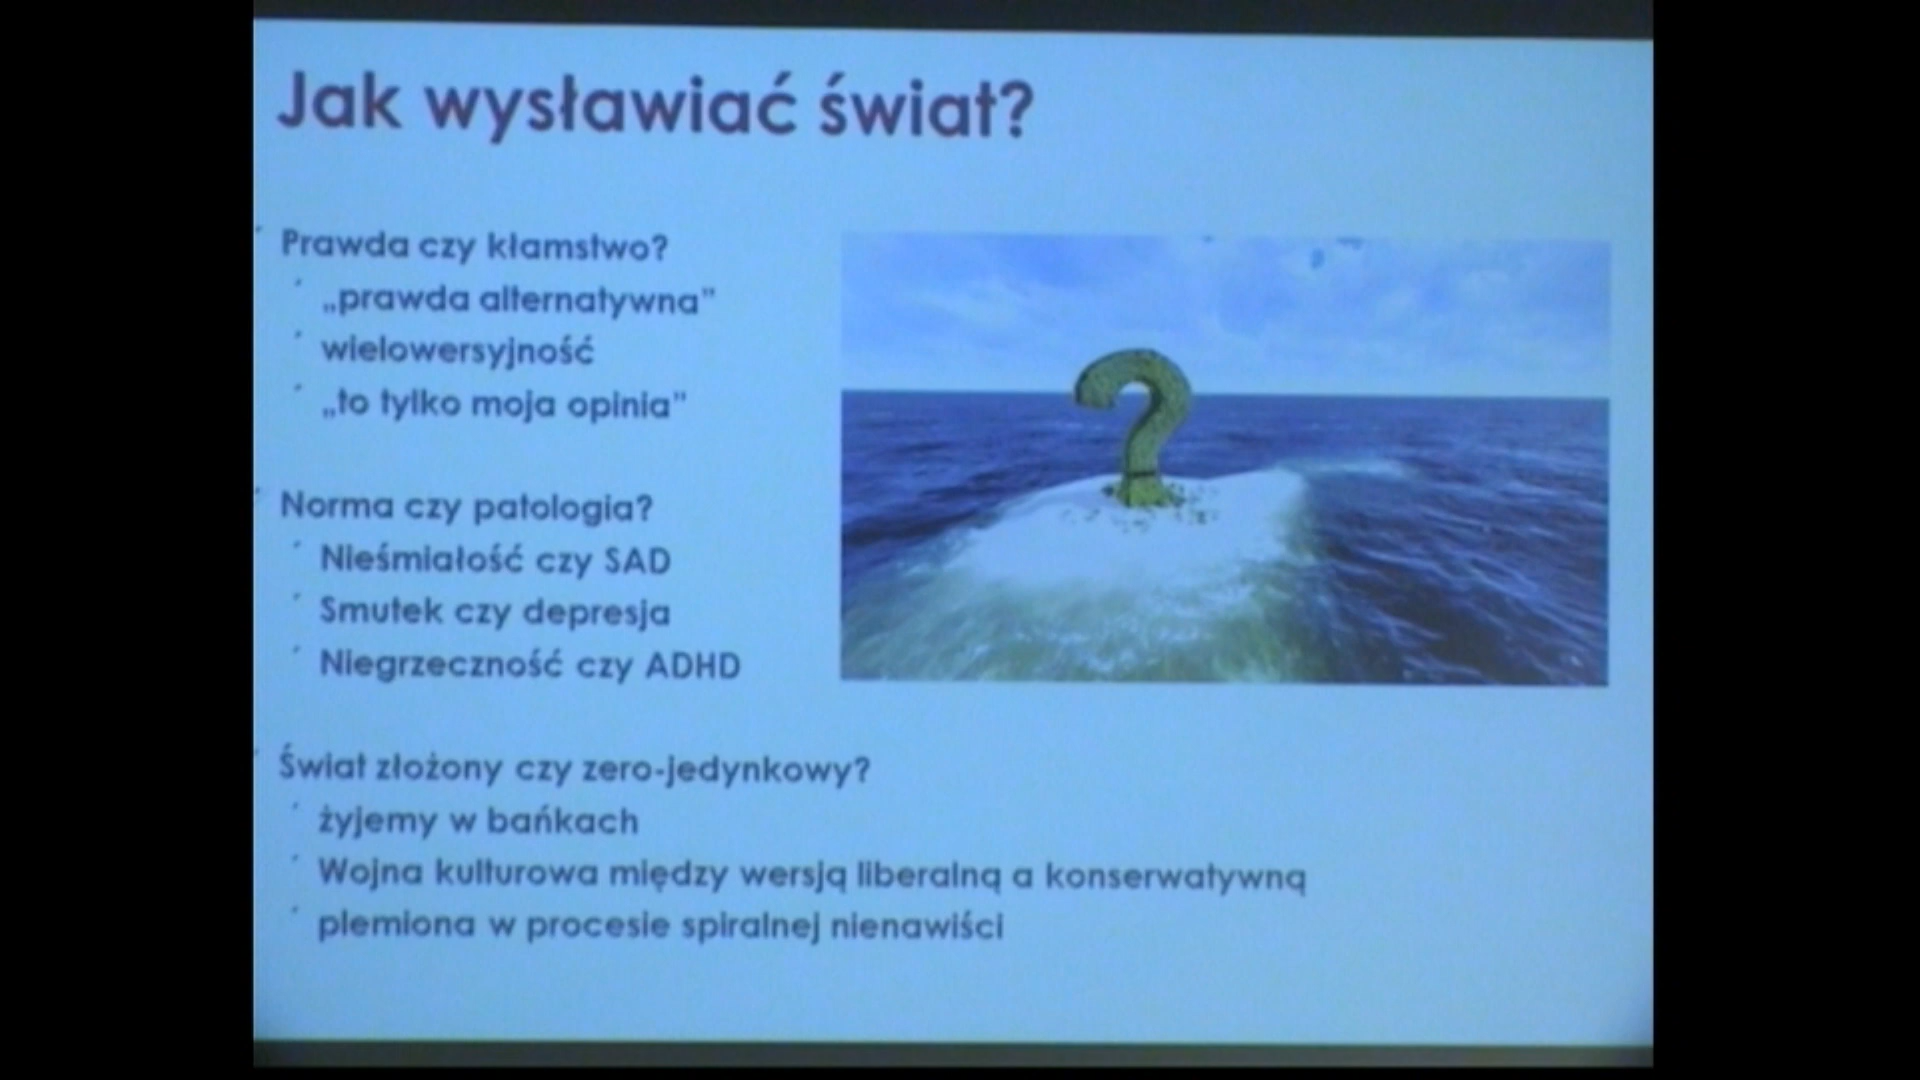 Jak wysławiać świat?
Prawda czy kłamstwo?
„prawda alternatywna”
wielowersyjność
„to tylko moja opinia”
Norma czy patologia?
Nieśmiałość czy SAD
Smutek czy depresja
Niegrzeczność czy ADHD
Świat złożony czy zero-jedynkowy?
żyjemy w bańkach
Wojna kulturowa między wersją liberalną a konserwatywną
plemiona w procesie spiralnej nienawiści